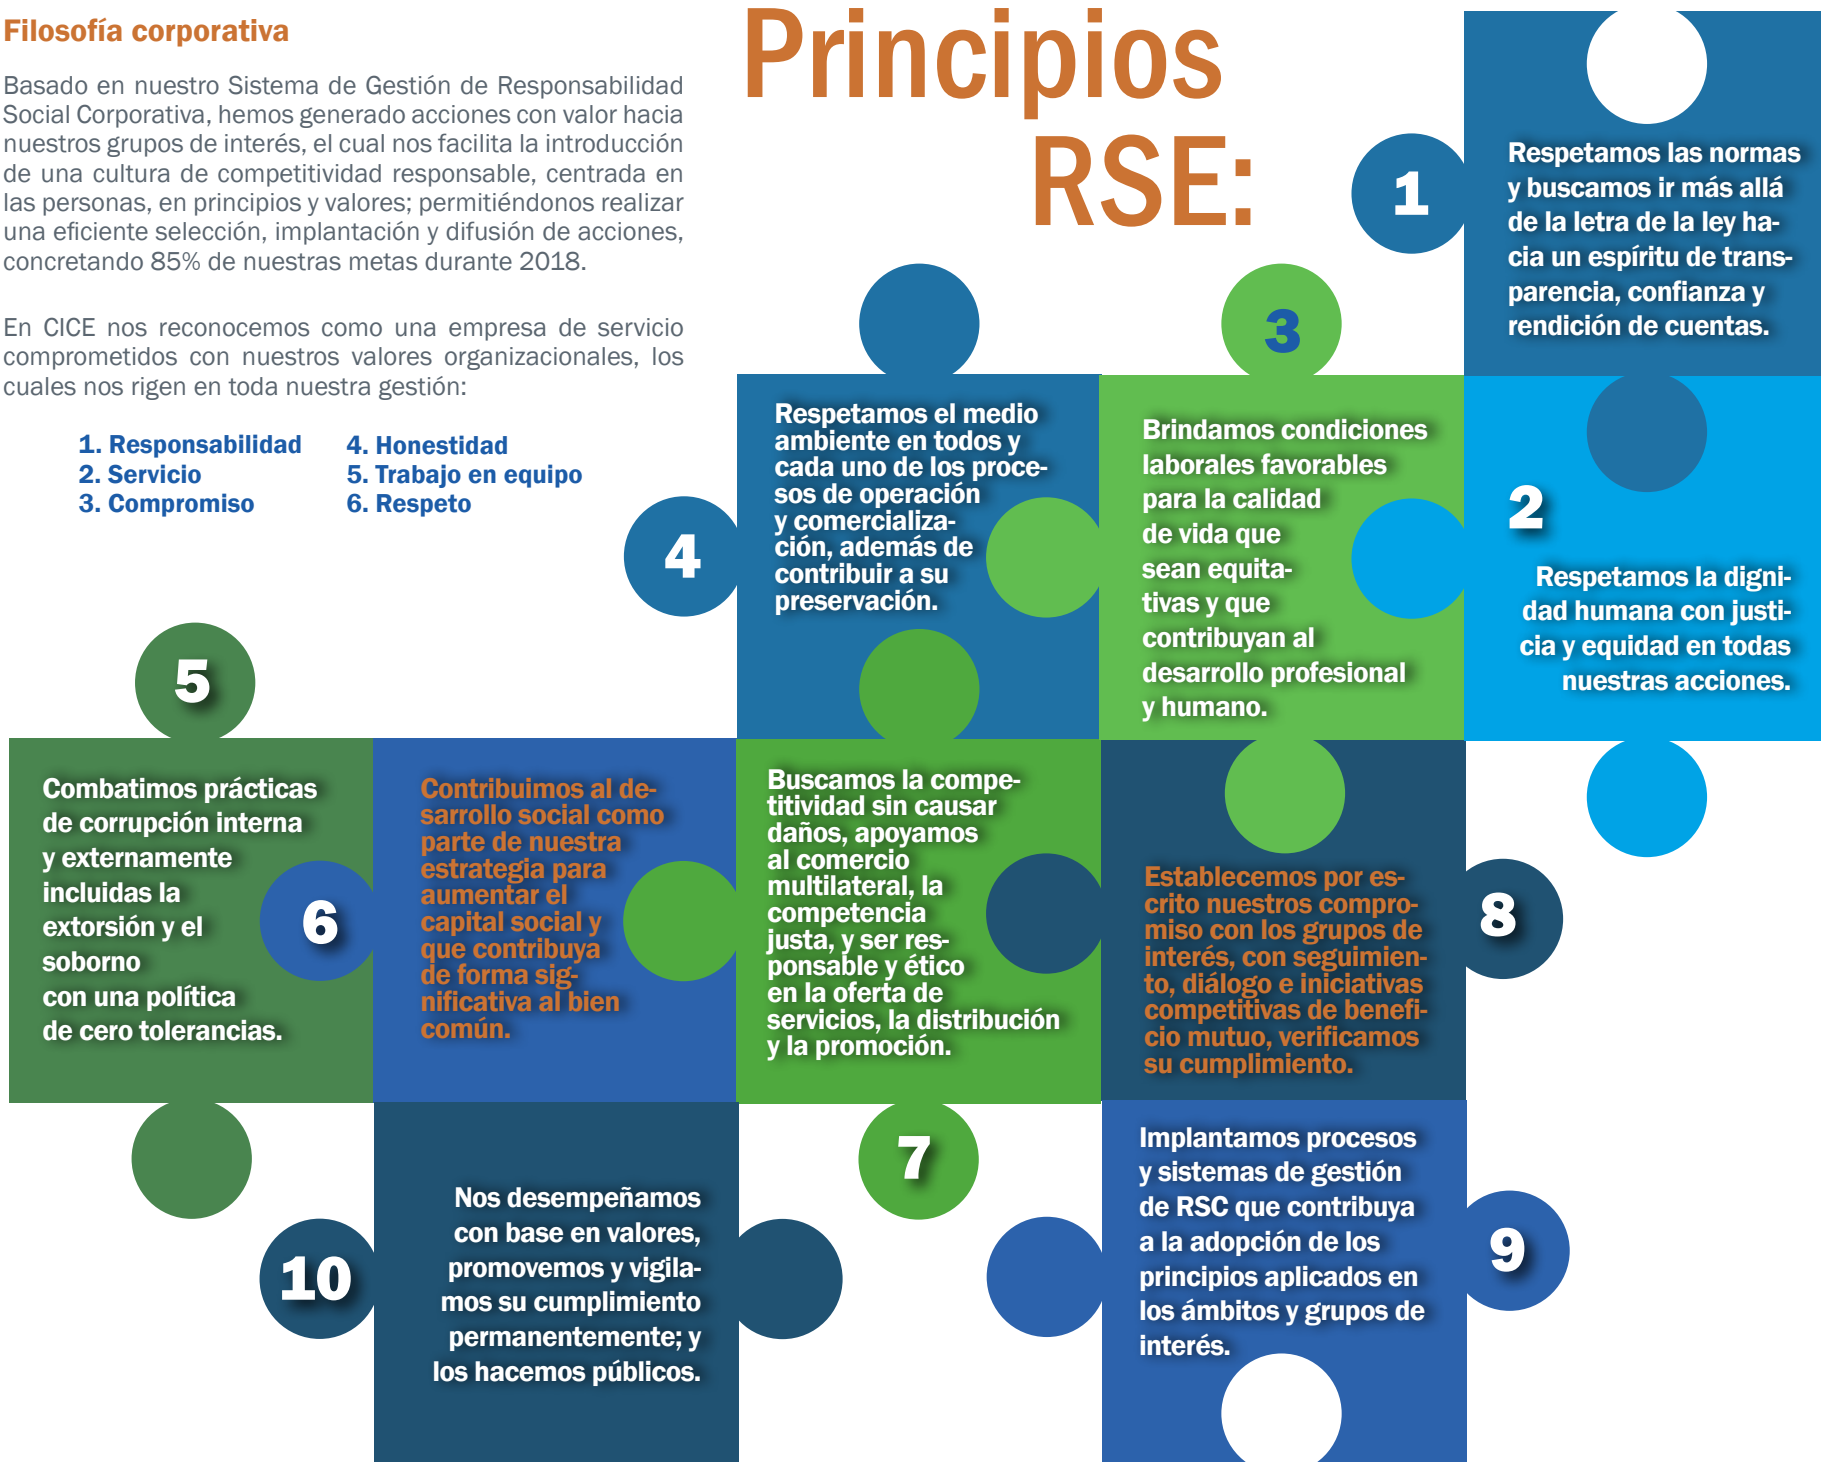 Filosofía corporativa
Basado en nuestro Sistema de Gestión de Responsabilidad
Social Corporativa, hemos generado acciones con valor hacia
nuestros grupos de interés, el cual nos facilita la introducción
de una cultura de competitividad responsable, centrada en
las personas, en principios y valores; permitiéndonos realizar
una eficiente selección, implantación y difusión de acciones,
concretando 85% de nuestras metas durante 2018.
En CICE nos reconocemos como una empresa de servicio
comprometidos con nuestros valores organizacionales, los
cuales nos rigen en toda nuestra gestión:
1. Responsabilidad
2. Servicio
3. Compromiso
4. Honestidad
5. Trabajo en equipo
6. Respeto
Principios
RSE:
1
Respetamos las normas
y buscamos ir más allá
de la letra de la ley ha-
cia un espíritu de trans-
parencia, confianza y
rendición de cuentas.
2
Respetamos la digni-
dad humana con justi-
cia y equidad en todas
nuestras acciones.
3
Brindamos condiciones
laborales favorables
para la calidad
de vida que
sean equita-
tivas y que
contribuyan al
desarrollo profesional
y humano.
4
Respetamos el medio
ambiente en todos y
cada uno de los proce-
sos de operación
y comercializa-
ción, además de
contribuir a su
preservación.
5
Combatimos prácticas
de corrupción interna
y externamente
incluidas la
extorsión y el
soborno
con una política
de cero tolerancias.
6
Contribuimos al de-
sarrollo social como
parte de nuestra
estrategia para
aumentar el
capital social y
que contribuya
de forma sig-
nificativa al bien
común.
Buscamos la compe-
titividad sin causar
daños, apoyamos
al comercio
multilateral, la
competencia
justa, y ser res-
ponsable y ético
en la oferta de
servicios, la distribución
y la promoción.
7
Establecemos por es-
crito nuestros compro-
miso con los grupos de
interés, con seguimien-
to, diálogo e iniciativas
competitivas de benefi-
cio mutuo, verificamos
su cumplimiento.
8
Implantamos procesos
y sistemas de gestión
de RSC que contribuya
a la adopción de los
principios aplicados en
los ámbitos y grupos de
interés.
9
10
Nos desempeñamos
con base en valores,
promovemos y vigila-
mos su cumplimiento
permanentemente; y
los hacemos públicos.